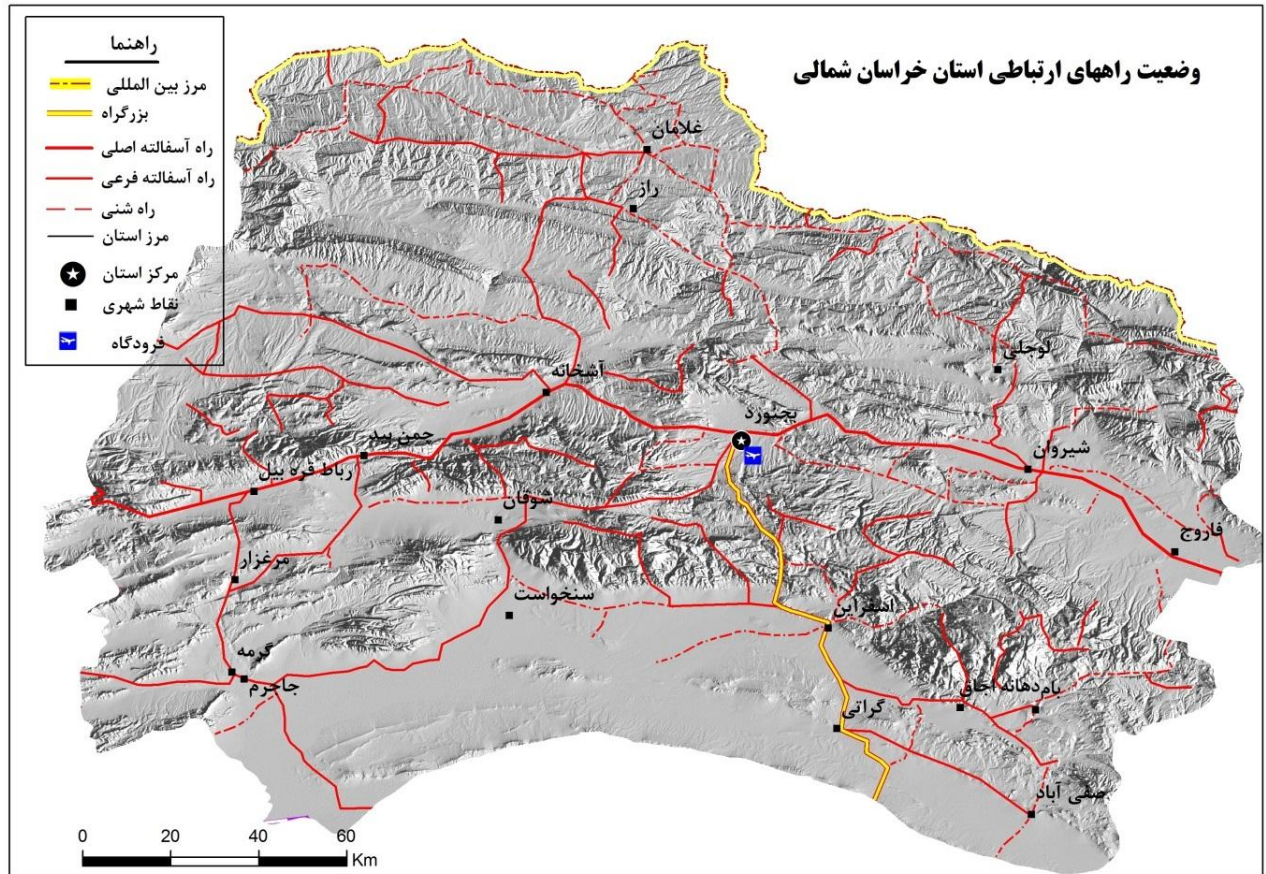 وضعیت راههای ارتباطی استان خراسان شمالی
راهنما
مرز بین المللی
بزرگراه
راه آسفالته اصلی
راه آسفالته فرعی
راه شنی
مرز استان
مرکز استان
نقاط شهری
فرودگاه
غلامان
راز
لوجلی
آشخانه
بجنورد
چمن بید
شیروان
رباط قره بیل
شوقان
فاروج
مرغزار
سنخواست
اسفراین
گرمه
جاجرم
بام
دهانه اجاق
گراتی
صفی آباد
0 20 40 60
Km